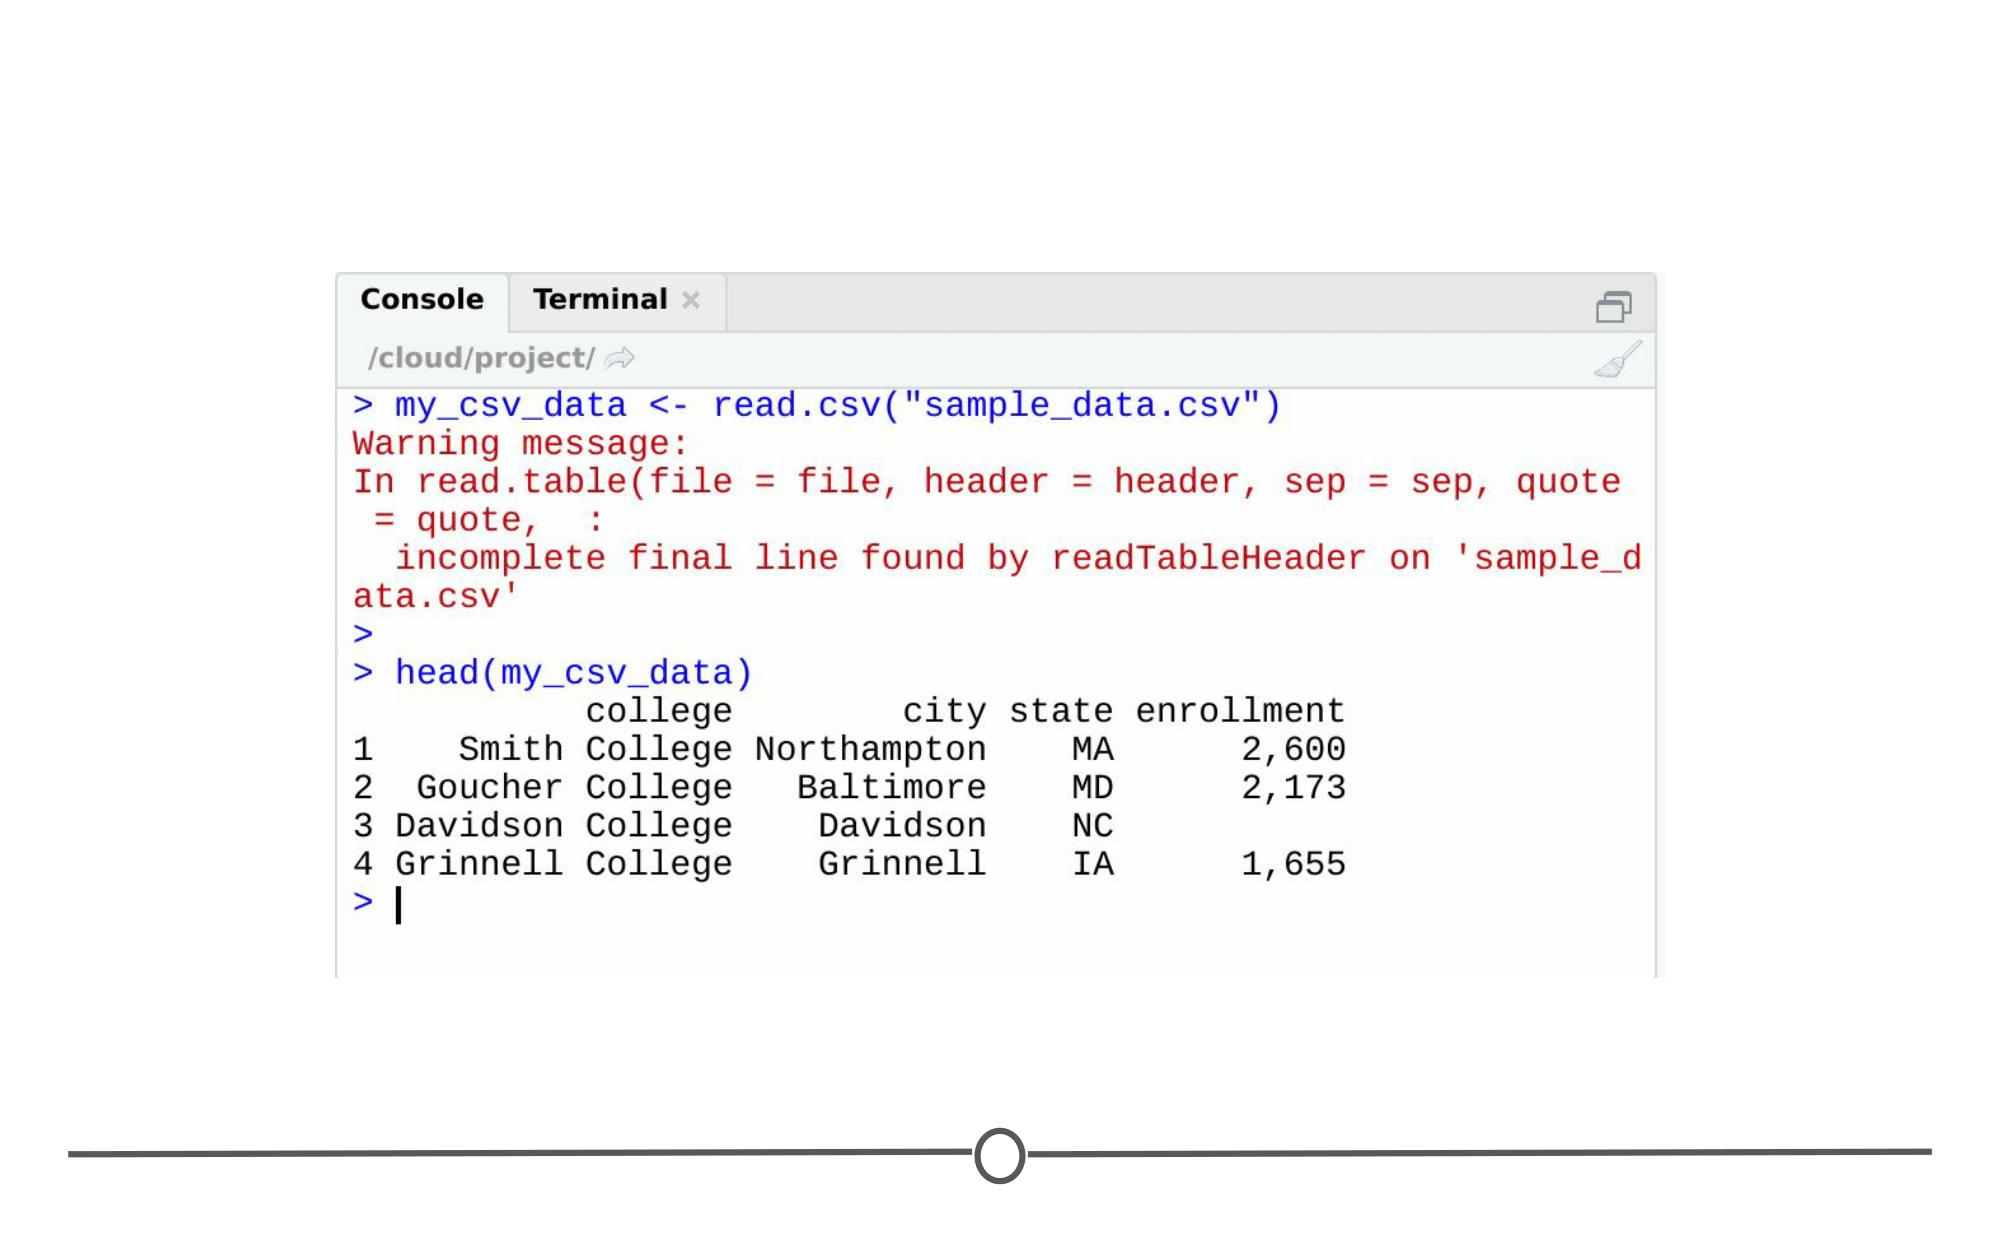 Console Terminal
/cloud/project/
> my_csv_data <- read.csv("sample_data.csv")
Warning message:
In read.table(file = file, header = header, sep = sep, quote
 = quote,  :
  incomplete final line found by readTableHeader on 'sample_d
ata.csv'
>
> head(my_csv_data)
           college        city state enrollment
1    Smith College Northampton    MA      2,600
2  Goucher College   Baltimore    MD      2,173
3 Davidson College    Davidson    NC
4 Grinnell College    Grinnell    IA      1,655
>